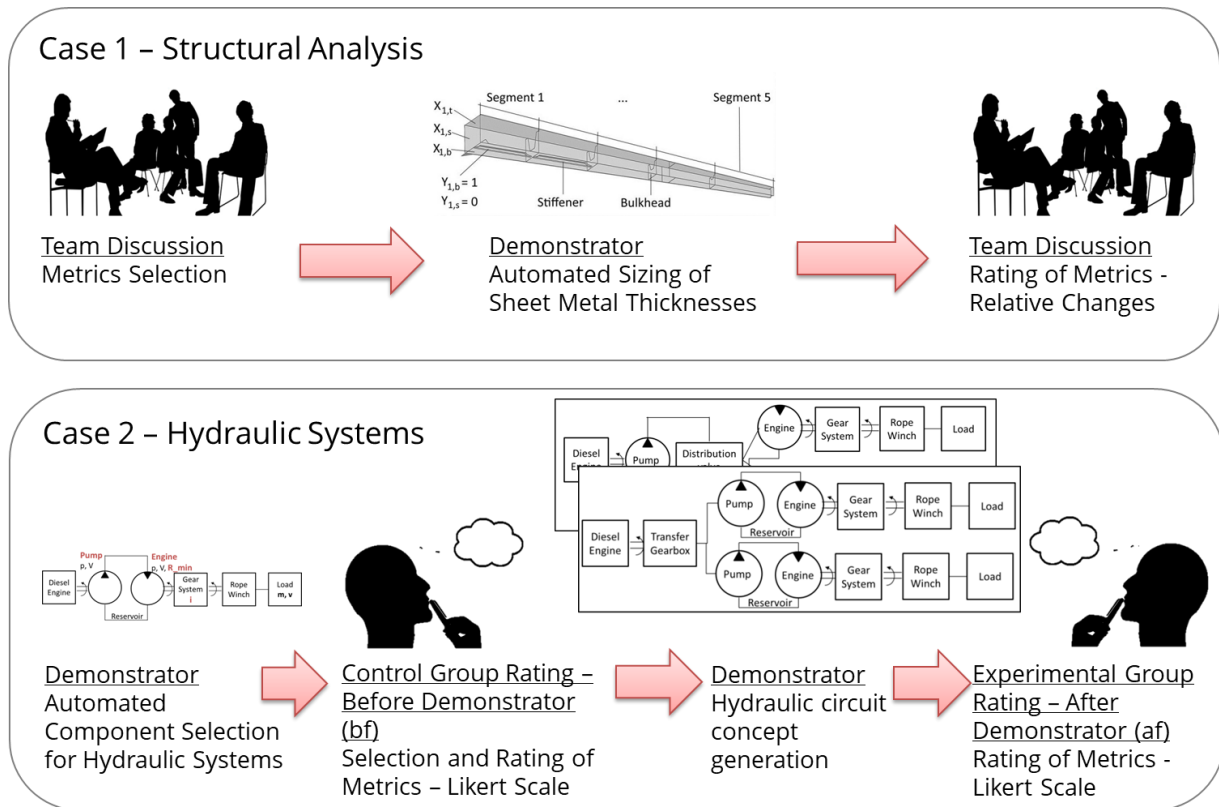 Case 1 – Structural Analysis
Segment 1
...
Segment 5
X1,t
X1,s
X1,b
Y1,b = 1
Y1,s = 0
Stiffener
Bulkhead
Team Discussion
Metrics Selection
Demonstrator
Automated Sizing of
Sheet Metal Thicknesses
Team Discussion
Rating of Metrics -
Relative Changes
Case 2 – Hydraulic Systems
Diesel
Engine
Pump
Distribution
Engine
Gear
System
Rope
Winch
Load
Diesel
Engine
Transfer
Gearbox
Pump
Engine
Reservoir
Gear
System
Rope
Winch
Load
Pump
Engine
Reservoir
Gear
System
Rope
Winch
Load
Pump
p, V
Engine
p, V, R_min
Diesel
Engine
Gear
System
i
Rope
Winch
Load
m, v
Reservoir
Demonstrator
Automated
Component Selection
for Hydraulic Systems
Control Group Rating –
Before Demonstrator
(bf)
Selection and Rating of
Metrics – Likert Scale
Demonstrator
Hydraulic circuit
concept
generation
Experimental Group
Rating – After
Demonstrator (af)
Rating of Metrics -
Likert Scale